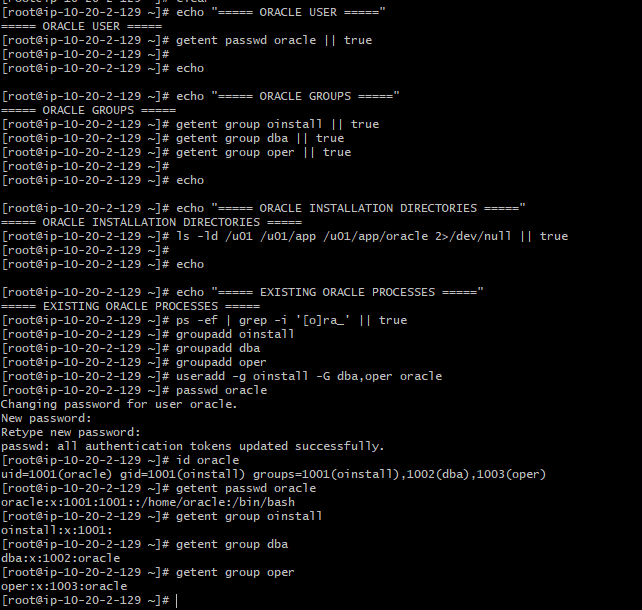 [root@ip-10-20-2-129 ~]# echo "===== ORACLE USER ====="
===== ORACLE USER =====
[root@ip-10-20-2-129 ~]# getent passwd oracle || true
[root@ip-10-20-2-129 ~]#
[root@ip-10-20-2-129 ~]# echo

[root@ip-10-20-2-129 ~]# echo "===== ORACLE GROUPS ====="
===== ORACLE GROUPS =====
[root@ip-10-20-2-129 ~]# getent group oinstall || true
[root@ip-10-20-2-129 ~]# getent group dba || true
[root@ip-10-20-2-129 ~]# getent group oper || true
[root@ip-10-20-2-129 ~]#
[root@ip-10-20-2-129 ~]# echo

[root@ip-10-20-2-129 ~]# echo "===== ORACLE INSTALLATION DIRECTORIES ====="
===== ORACLE INSTALLATION DIRECTORIES =====
[root@ip-10-20-2-129 ~]# ls -ld /u01 /u01/app /u01/app/oracle 2>/dev/null || true
[root@ip-10-20-2-129 ~]#
[root@ip-10-20-2-129 ~]# echo

[root@ip-10-20-2-129 ~]# echo "===== EXISTING ORACLE PROCESSES ====="
===== EXISTING ORACLE PROCESSES =====
[root@ip-10-20-2-129 ~]# ps -ef | grep -i '[o]ra_' || true
[root@ip-10-20-2-129 ~]# groupadd oinstall
[root@ip-10-20-2-129 ~]# groupadd dba
[root@ip-10-20-2-129 ~]# groupadd oper
[root@ip-10-20-2-129 ~]# useradd -g oinstall -G dba,oper oracle
[root@ip-10-20-2-129 ~]# passwd oracle
Changing password for user oracle.
New password:
Retype new password:
passwd: all authentication tokens updated successfully.
[root@ip-10-20-2-129 ~]# id oracle
uid=1001(oracle) gid=1001(oinstall) groups=1001(oinstall),1002(dba),1003(oper)
[root@ip-10-20-2-129 ~]# getent passwd oracle
oracle:x:1001:1001::/home/oracle:/bin/bash
[root@ip-10-20-2-129 ~]# getent group oinstall
oinstall:x:1001:
[root@ip-10-20-2-129 ~]# getent group dba
dba:x:1002:oracle
[root@ip-10-20-2-129 ~]# getent group oper
oper:x:1003:oracle
[root@ip-10-20-2-129 ~]#